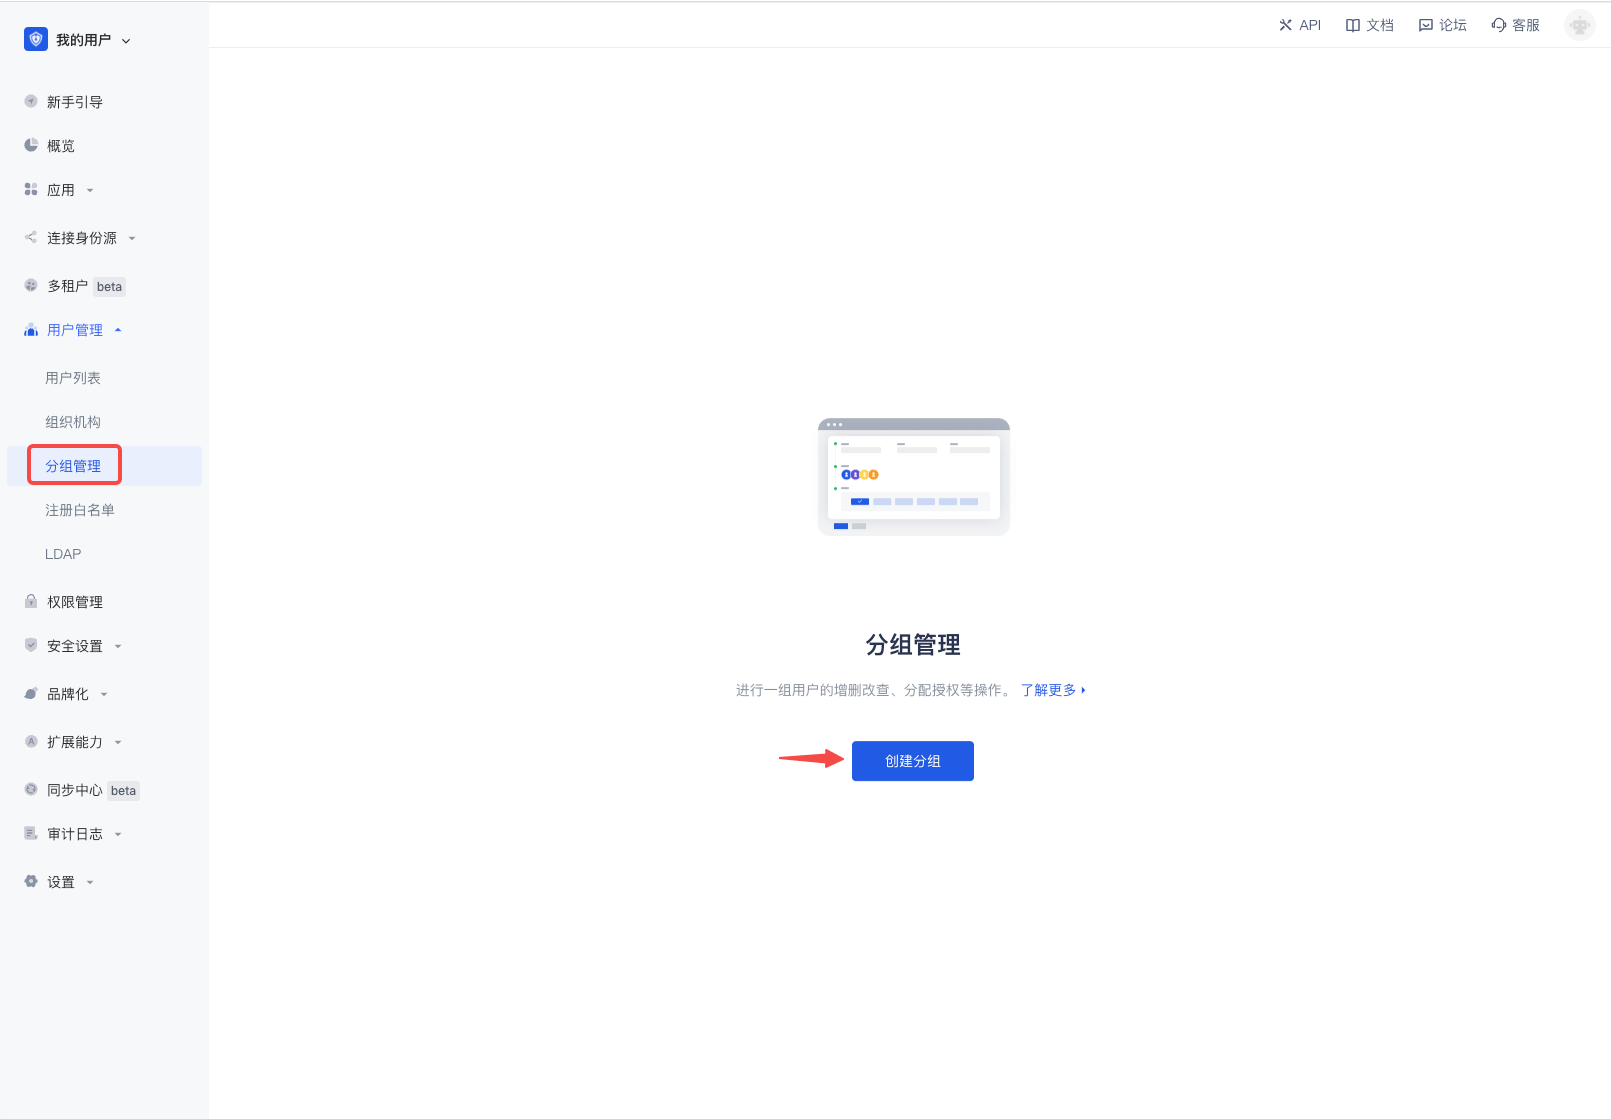 我的用户
API
文档
论坛
客服
新手引导
概览
应用
连接身份源
多租户 beta
用户管理
用户列表
组织机构
分组管理
注册白名单
LDAP
权限管理
安全设置
品牌化
扩展能力
同步中心 beta
审计日志
设置
分组管理
进行一组用户的增删改查、分配授权等操作。 了解更多
创建分组